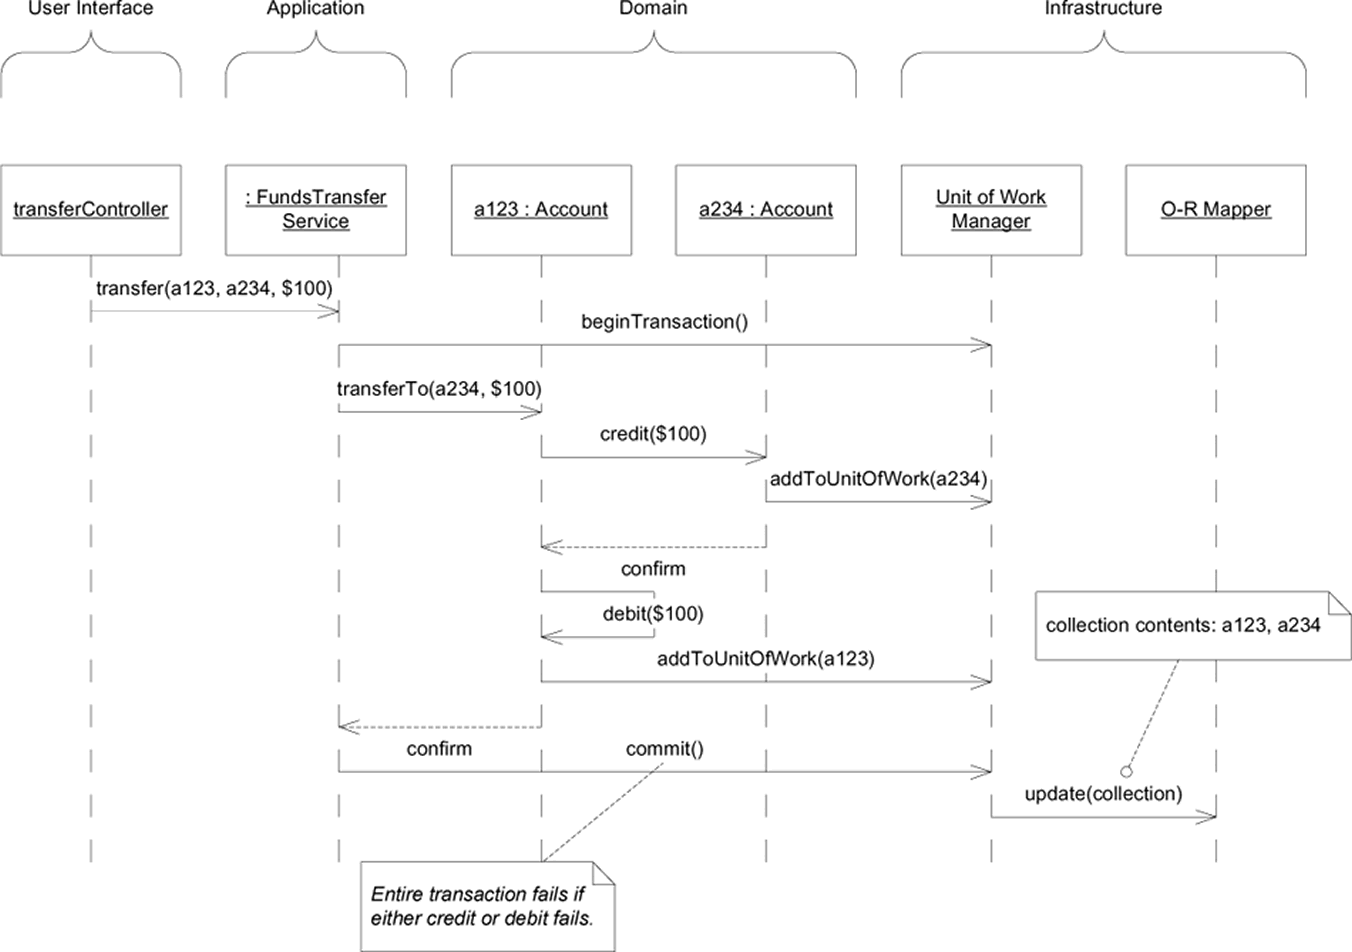 User Interface
Application
Domain
Infrastructure
transferController
: FundsTransfer
Service
a123 : Account
a234 : Account
Unit of Work
Manager
O-R Mapper
transfer(a123, a234, $100)
beginTransaction()
transferTo(a234, $100)
credit($100)
addToUnitOfWork(a234)
confirm
debit($100)
collection contents: a123, a234
addToUnitOfWork(a123)
confirm
commit()
update(collection)
Entire transaction fails if
either credit or debit fails.